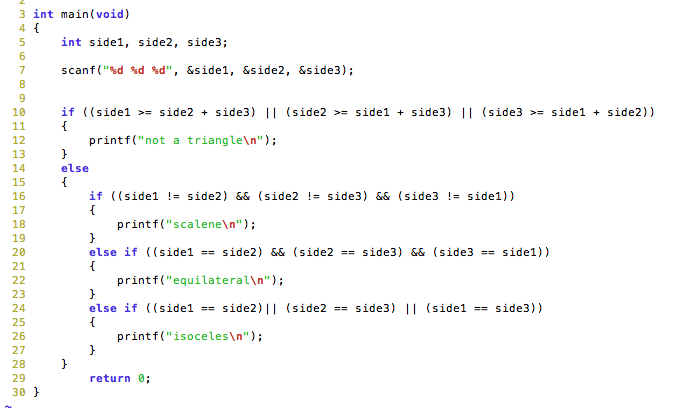 2
3 int main(void)
4 {
5     int side1, side2, side3;
6
7     scanf("%d %d %d", &side1, &side2, &side3);
8
9
10     if ((side1 >= side2 + side3) || (side2 >= side1 + side3) || (side3 >= side1 + side2))
11     {
12         printf("not a triangle\n");
13     }
14     else
15     {
16         if ((side1 != side2) && (side2 != side3) && (side3 != side1))
17         {
18             printf("scalene\n");
19         }
20         else if ((side1 == side2) && (side2 == side3) && (side3 == side1))
21         {
22             printf("equilateral\n");
23         }
24         else if ((side1 == side2)|| (side2 == side3) || (side1 == side3))
25         {
26             printf("isoceles\n");
27         }
28     }
29         return 0;
30 }
~